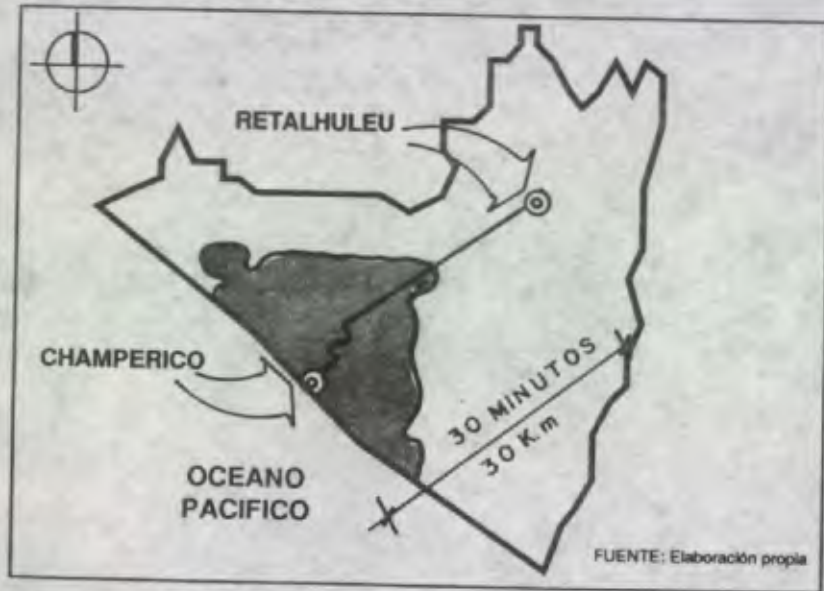 RETALHULEU
CHAMPERICO
30 MINUTOS
30 Km
OCEANO
PACIFICO
FUENTE: Elaboración propia